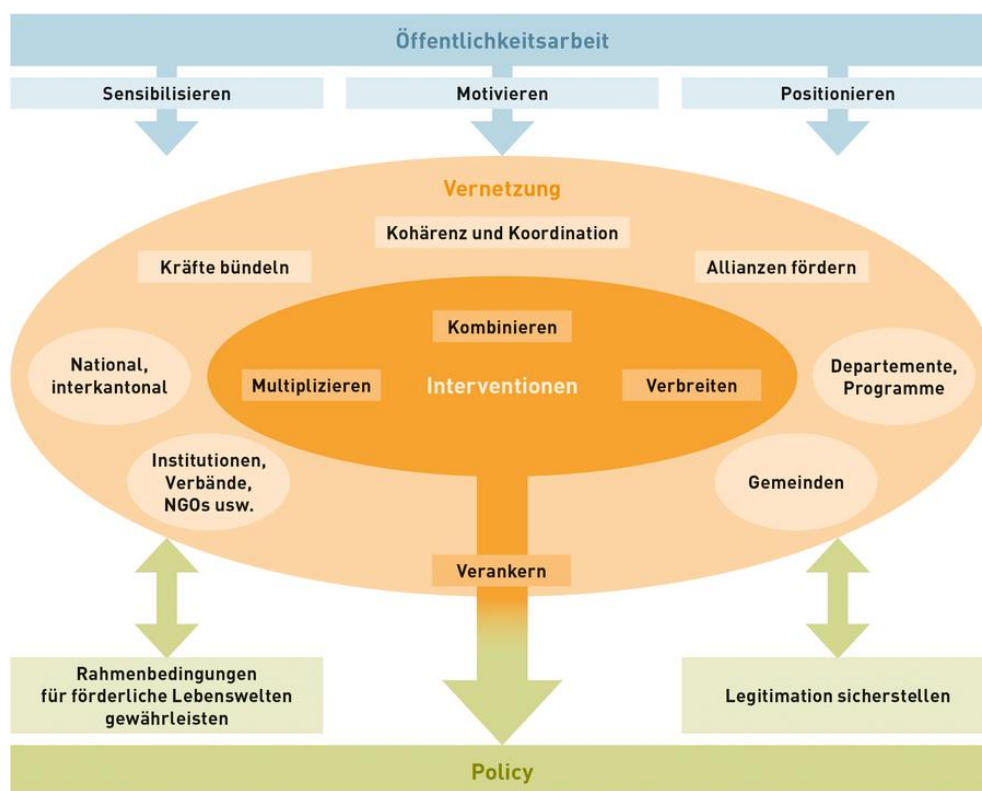 Öffentlichkeitsarbeit
Sensibilisieren
Motivieren
Positionieren
Vernetzung
Kohärenz und Koordination
Kräfte bündeln
Allianzen fördern
Kombinieren
National,
interkantonal
Multiplizieren
Interventionen
Verbreiten
Departemente,
Programme
Institutionen,
Verbände,
NGOs usw.
Gemeinden
Verankern
Rahmenbedingungen
für förderliche Lebenswelten
gewährleisten
Legitimation sicherstellen
Policy